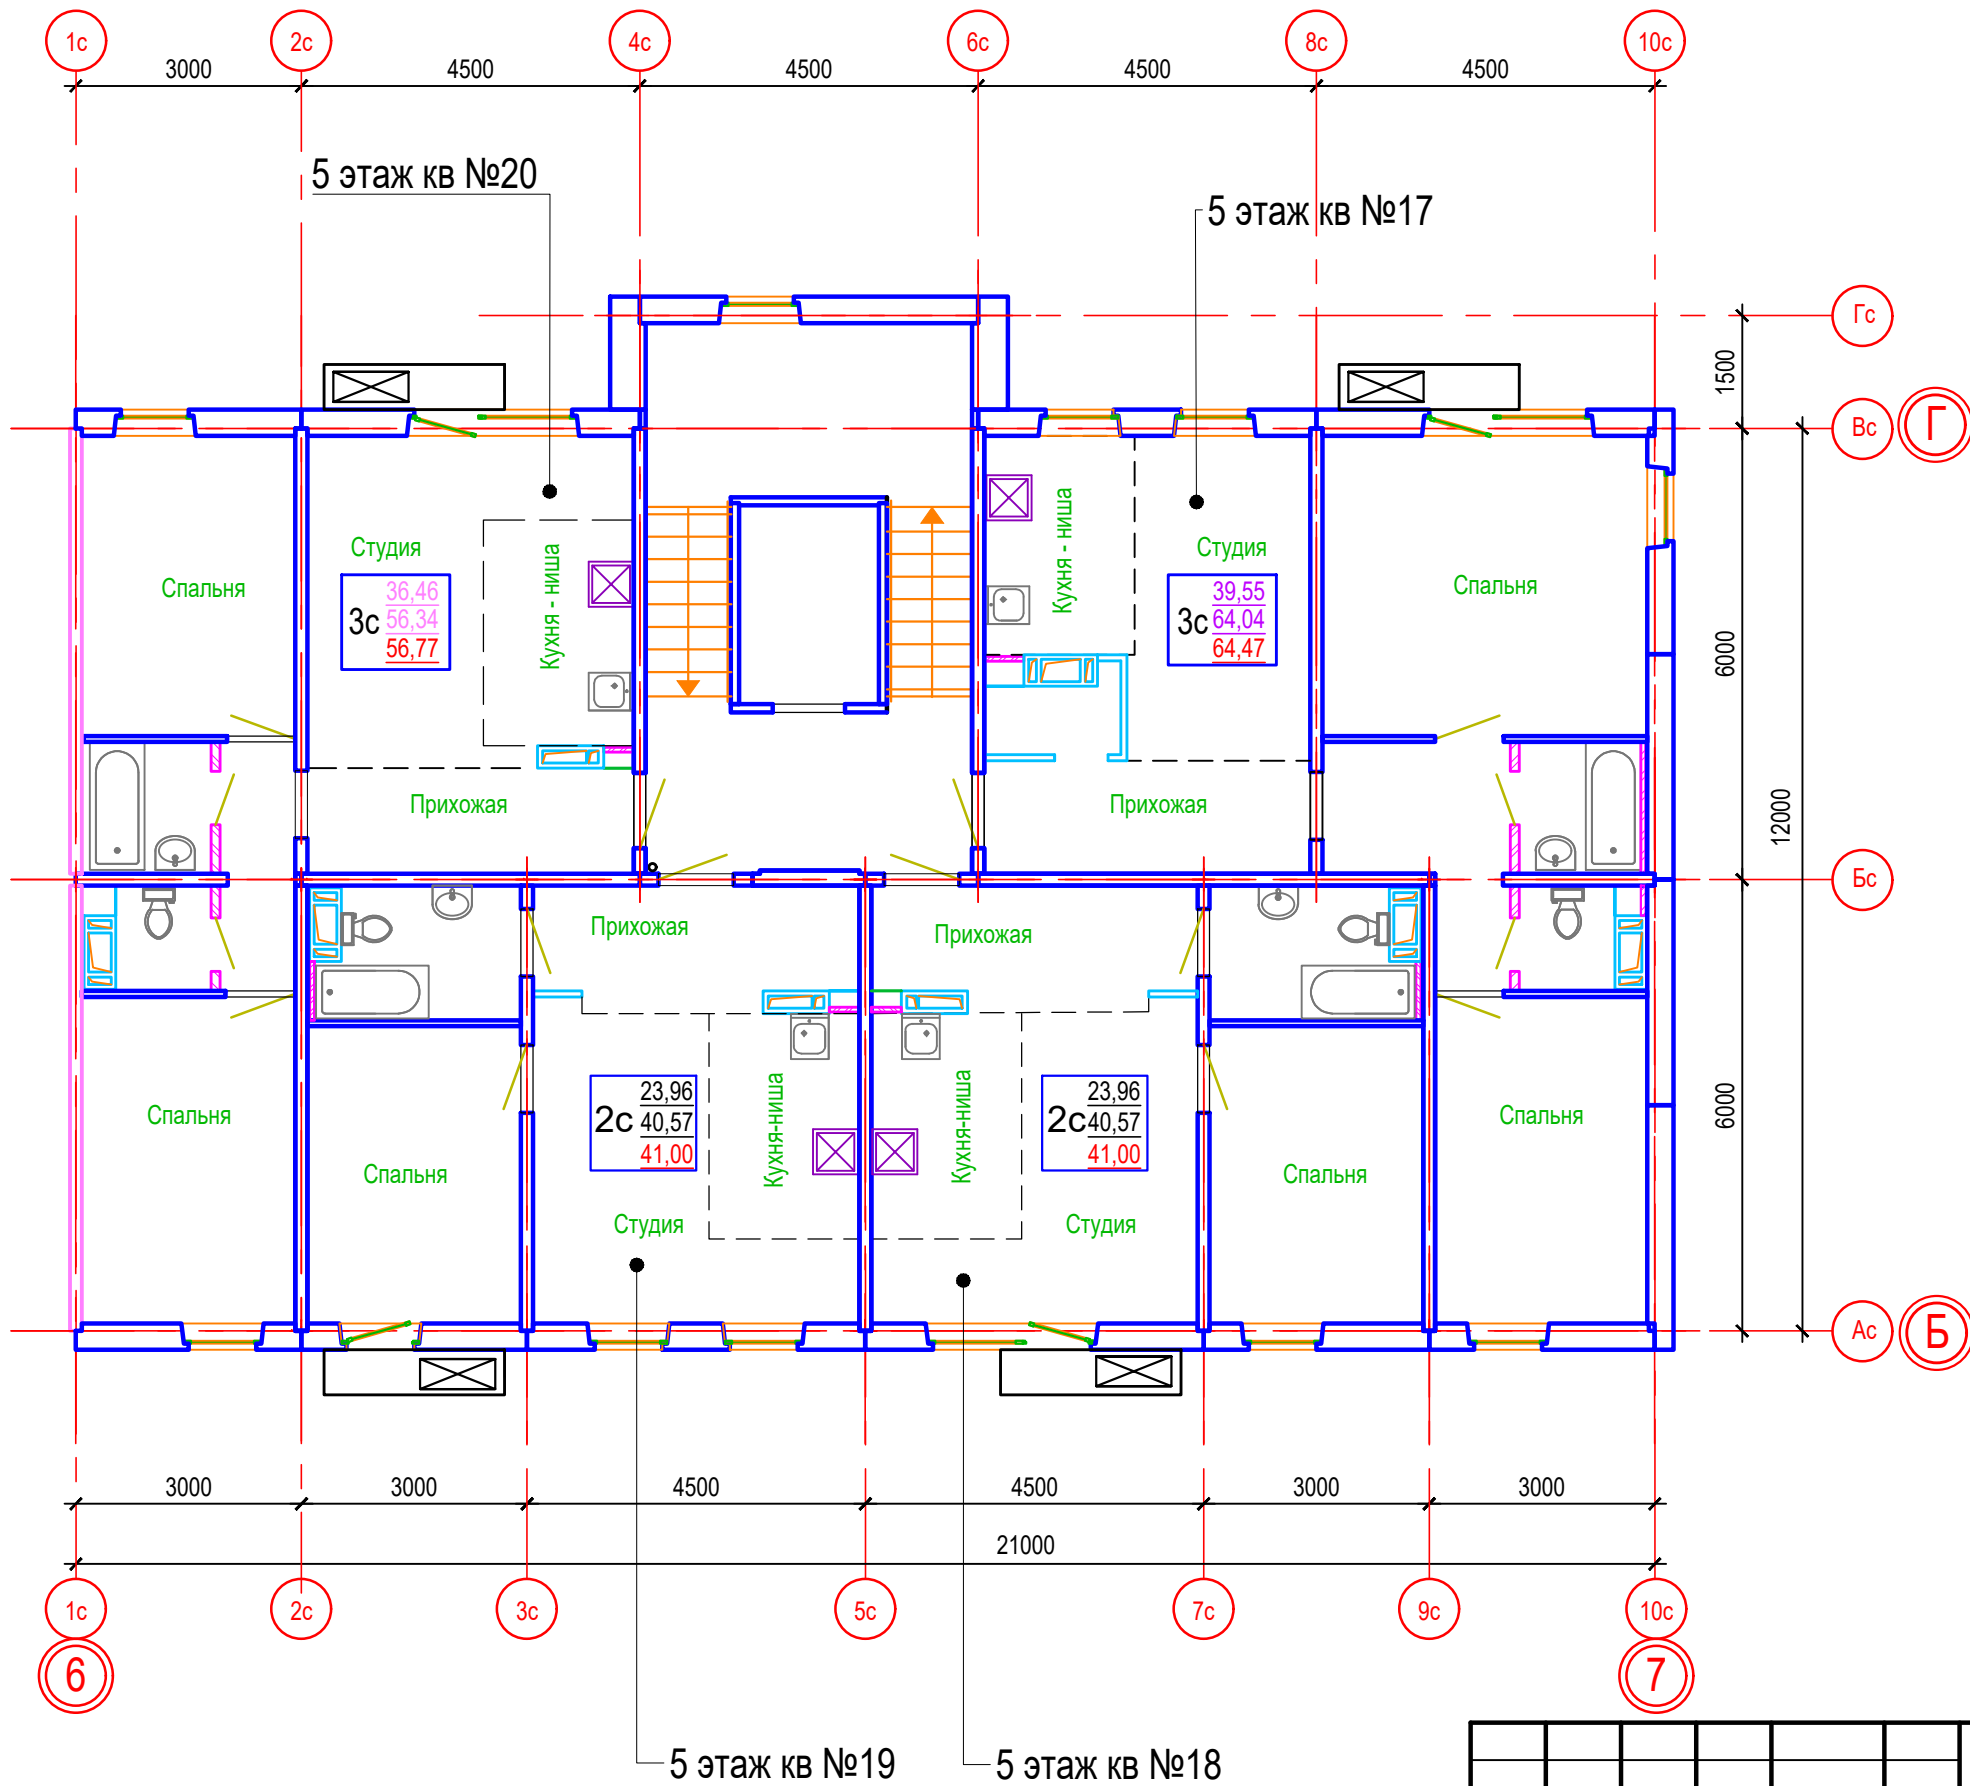 1с 2с 4с 6с 8с 10с
3000 4500 4500 4500 4500
5 этаж кв №20
5 этаж кв №17
Гс
1500
Вс Г
Студия
Кухня - ниша
Кухня - ниша
Студия
Спальня
Спальня
3с 36,46
56,34
56,77
3с 39,55
64,04
64,47
6000
12000
Прихожая
Прихожая
Бс
Прихожая
Прихожая
Спальня
2с 23,96
40,57
41,00
Кухня-ниша
Кухня-ниша
2с 23,96
40,57
41,00
Спальня
6000
Спальня
Спальня
Студия
Студия
Ас Б
3000 3000 4500 4500 3000 3000
21000
1с 2с 3с 5с 7с 9с 10с
6 7
5 этаж кв №19
5 этаж кв №18